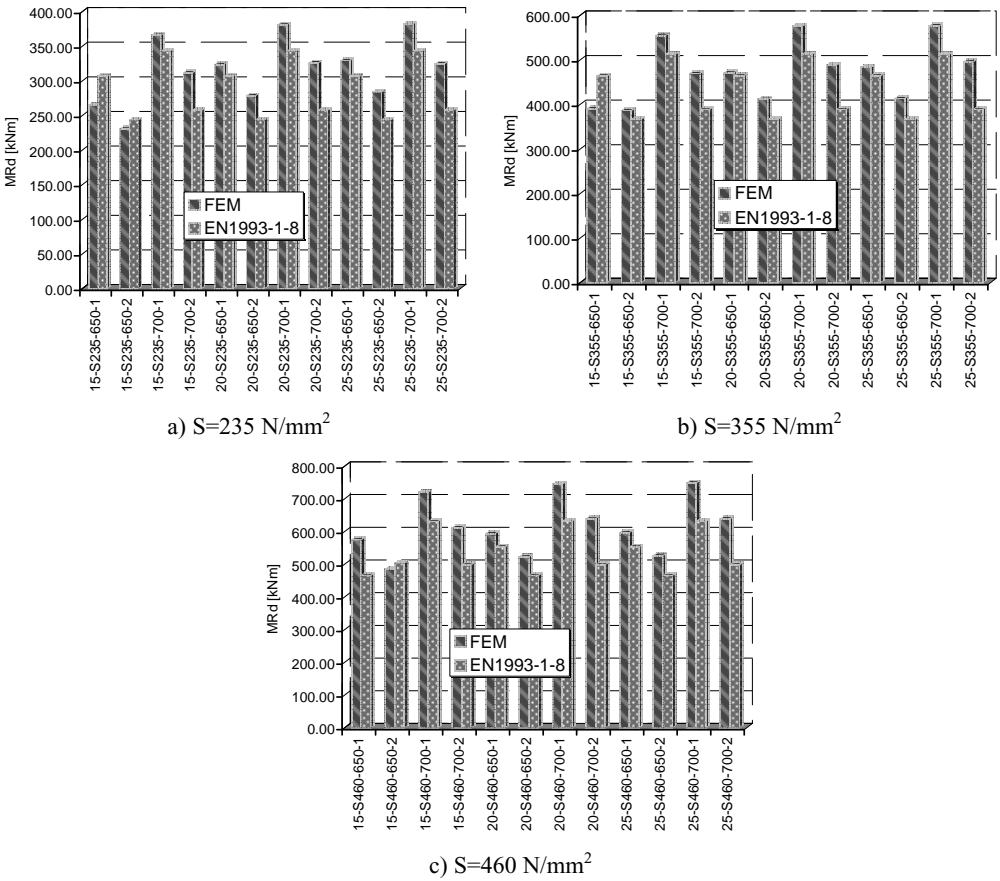 400.00
350.00
300.00
250.00
200.00
150.00
100.00
50.00
0.00
MRd [kNm]
FEM
EN1993-1-8
15-S235-650-1
15-S235-650-2
15-S235-700-1
15-S235-700-2
20-S235-650-1
20-S235-650-2
20-S235-700-1
20-S235-700-2
25-S235-650-1
25-S235-650-2
25-S235-700-1
25-S235-700-2
a) S=235 N/mm²
600.00
500.00
400.00
300.00
200.00
100.00
0.00
MRd [kNm]
FEM
EN1993-1-8
15-S355-650-1
15-S355-650-2
15-S355-700-1
15-S355-700-2
20-S355-650-1
20-S355-650-2
20-S355-700-1
20-S355-700-2
25-S355-650-1
25-S355-650-2
25-S355-700-1
25-S355-700-2
b) S=355 N/mm²
800.00
700.00
600.00
500.00
400.00
300.00
200.00
100.00
0.00
MRd [kNm]
FEM
EN1993-1-8
15-S460-650-1
15-S460-650-2
15-S460-700-1
15-S460-700-2
20-S460-650-1
20-S460-650-2
20-S460-700-1
20-S460-700-2
25-S460-650-1
25-S460-650-2
25-S460-700-1
25-S460-700-2
c) S=460 N/mm²